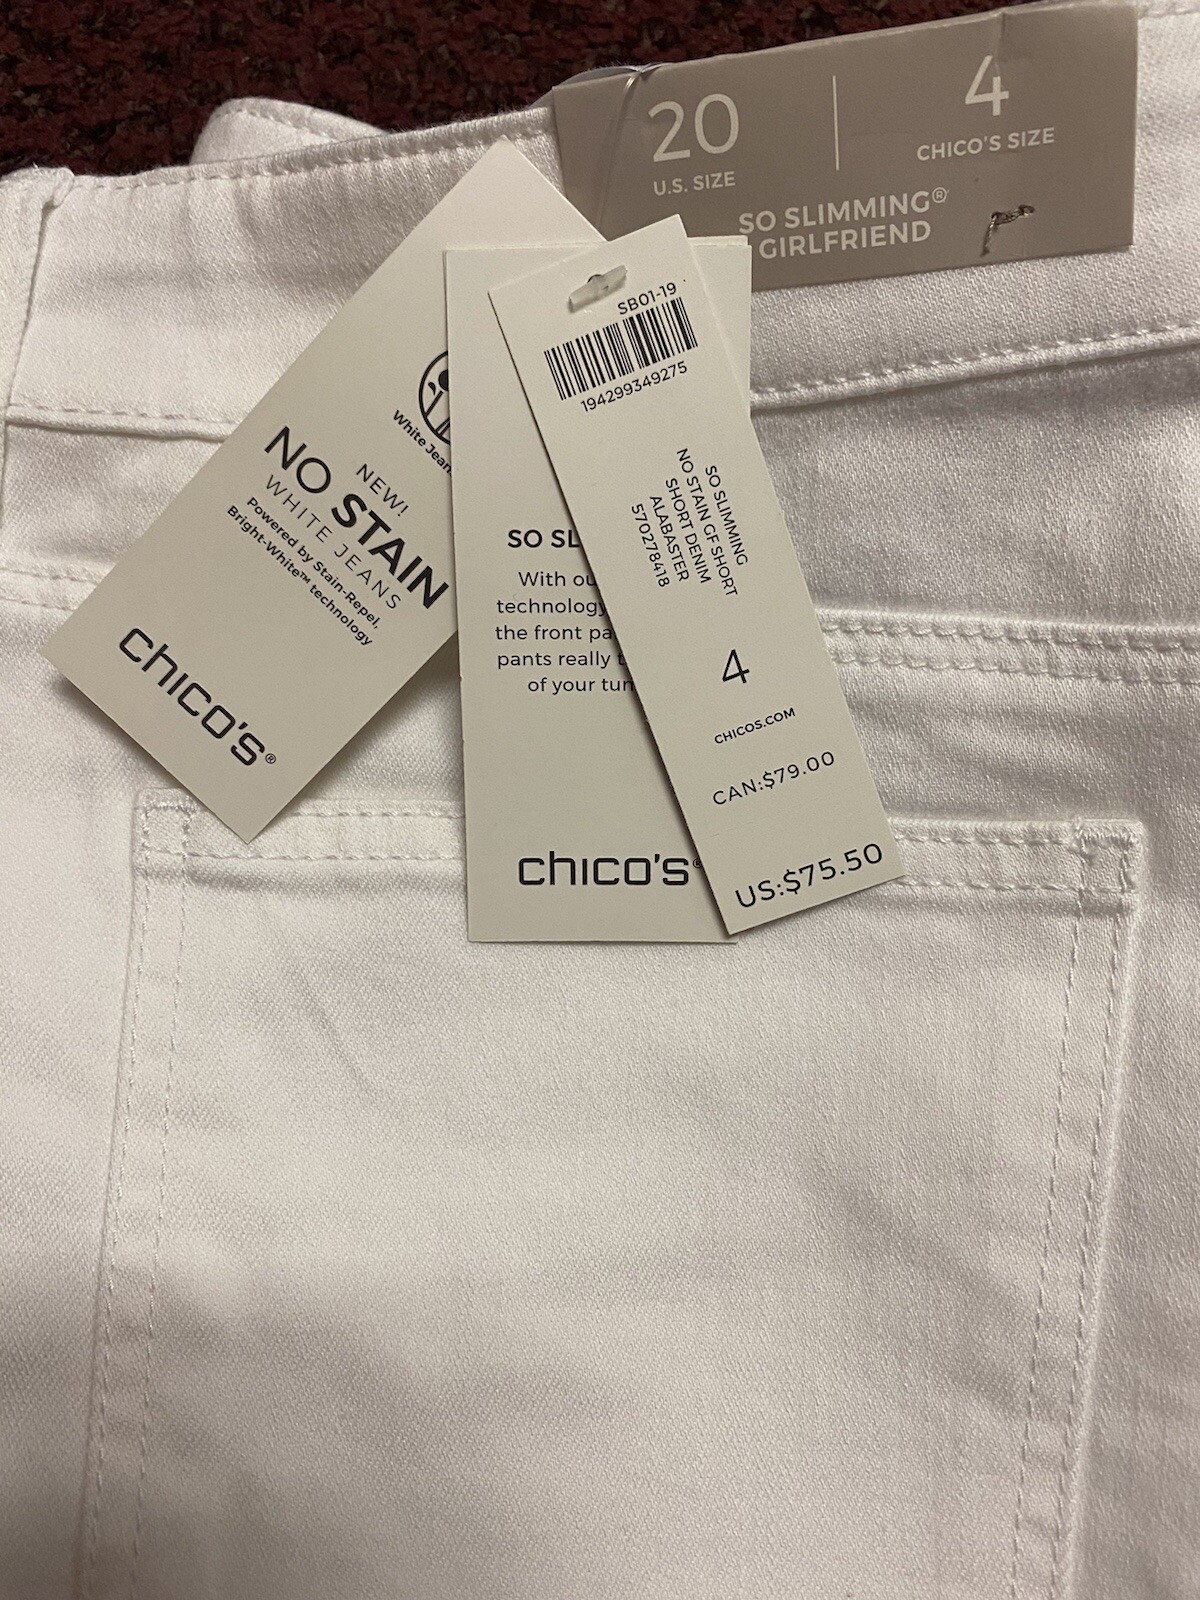 20
U.S. SIZE
4
CHICO'S SIZE
SO SLIMMING®
GIRLFRIEND
White Jean
NEW!
NO STAIN
WHITE JEANS
Powered by Stain-Repel,
Bright-White™ technology
chico's®
SO SL
With ou
technology
the front pa
pants really t
of your tum
chico's®
SB01-19
194299349275
SO SLIMMING
NO STAIN GF SHORT
SHORT DENIM
ALABASTER
570278418
4
CHICOS.COM
CAN:$79.00
US:$75.50